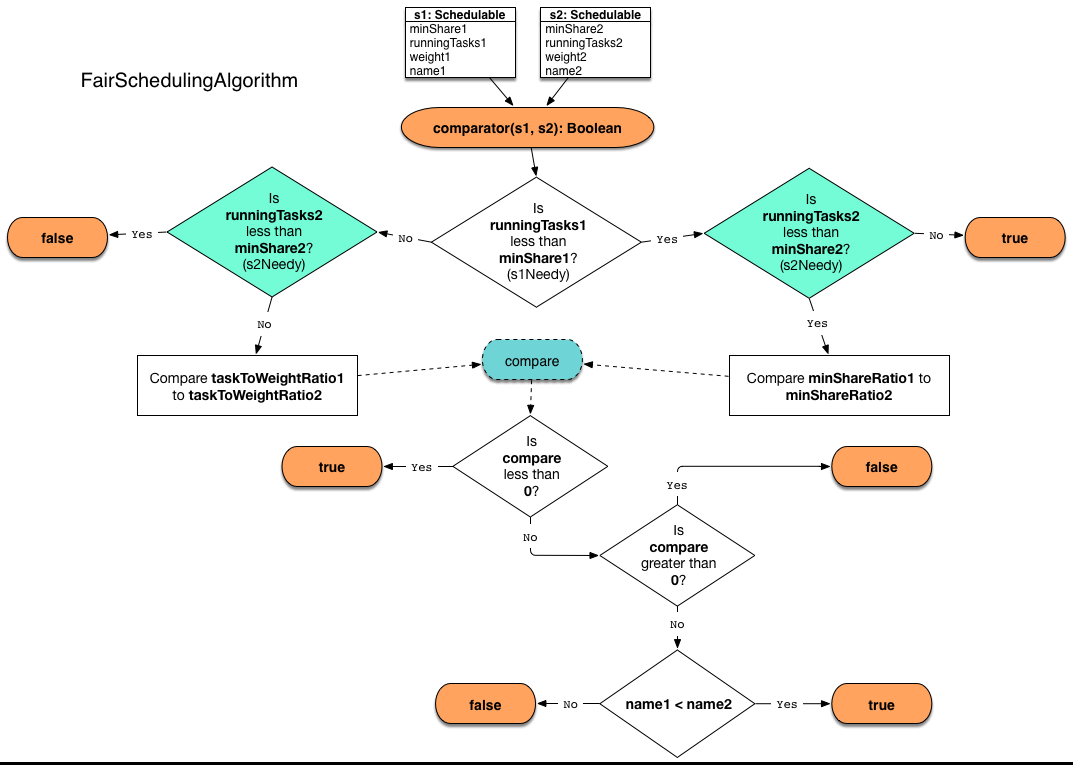 s1: Schedulable
minShare1
runningTasks1
weight1
name1
s2: Schedulable
minShare2
runningTasks2
weight2
name2
FairSchedulingAlgorithm
comparator(s1, s2): Boolean
false
Yes
Is
runningTasks2
less than
minShare2?
(s2Needy)
No
Is
runningTasks1
less than
minShare1?
(s1Needy)
Yes
Is
runningTasks2
less than
minShare2?
(s2Needy)
No
true
No
Yes
Compare taskToWeightRatio1
to taskToWeightRatio2
compare
Compare minShareRatio1 to
minShareRatio2
true
Yes
Is
compare
less than
0?
false
Yes
No
Is
compare
greater than
0?
No
false
No
name1 < name2
Yes
true